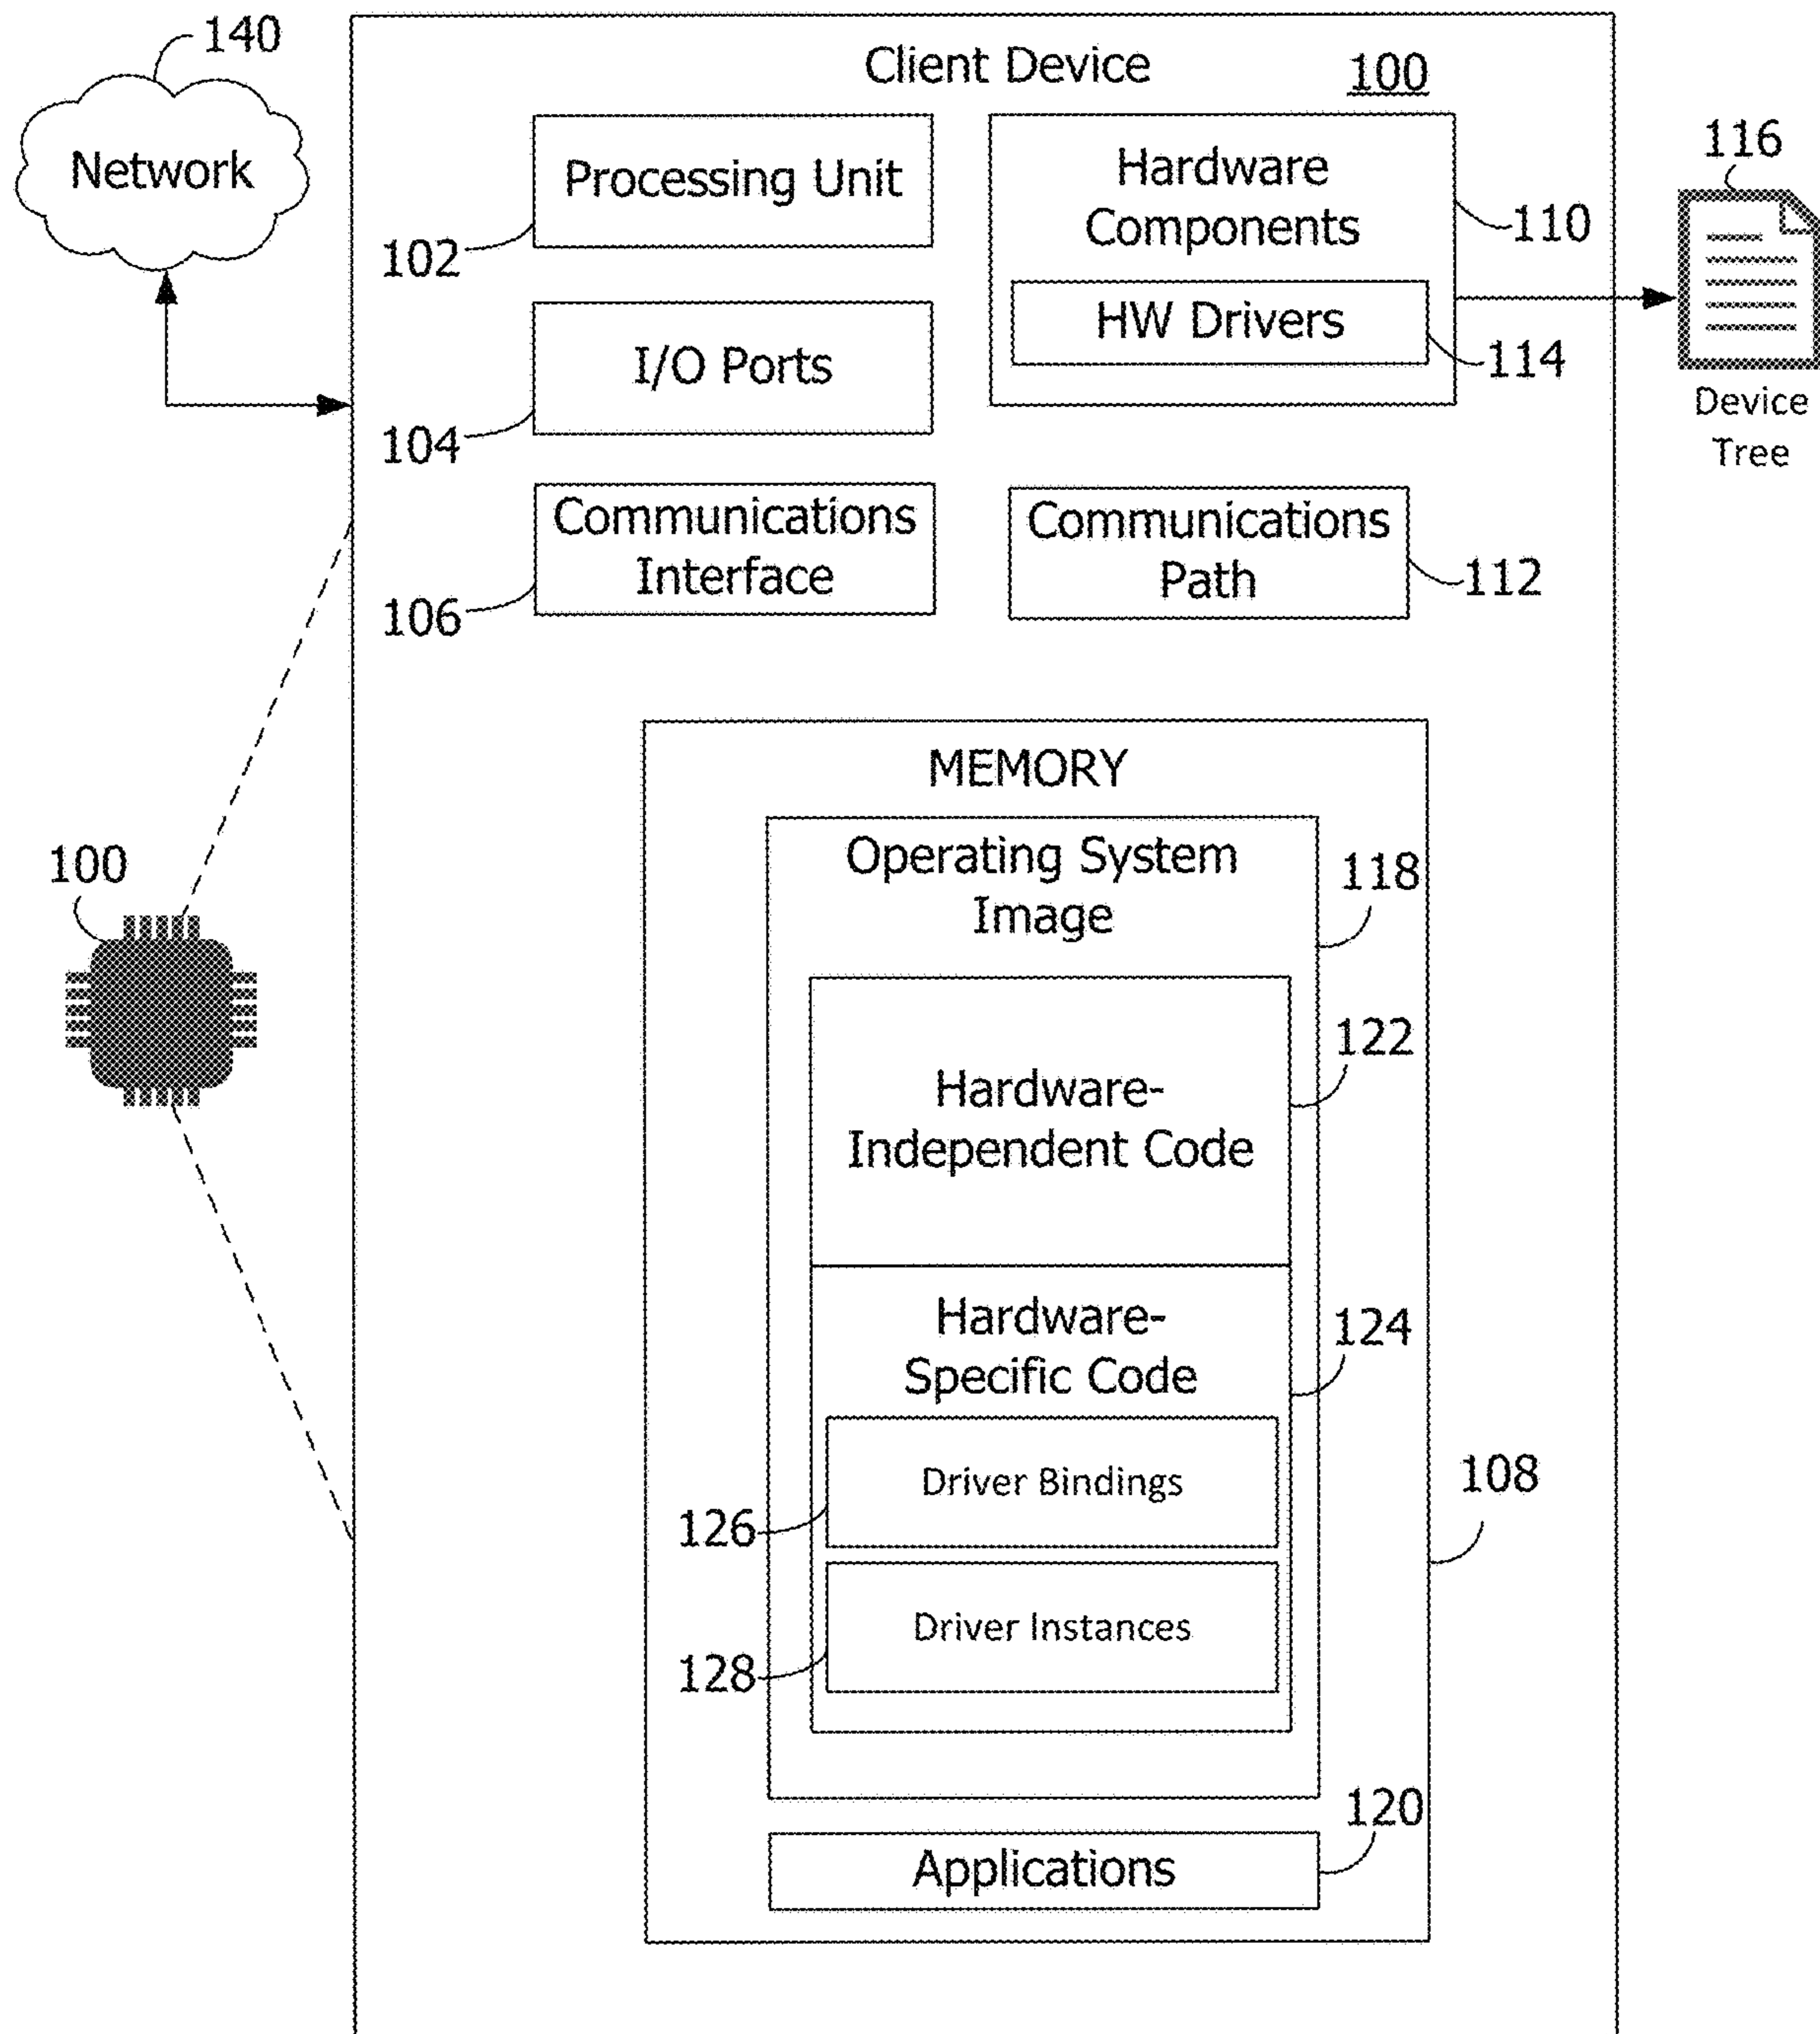 140
Client Device
100
Network
Processing Unit
102
Hardware
Components
110
HW Drivers
114
116
Device
Tree
I/O Ports
104
Communications
Interface
106
Communications
Path
112
100
MEMORY
Operating System
Image
118
Hardware-
Independent Code
122
Hardware-
Specific Code
124
Driver Bindings
126
108
Driver Instances
128
120
Applications